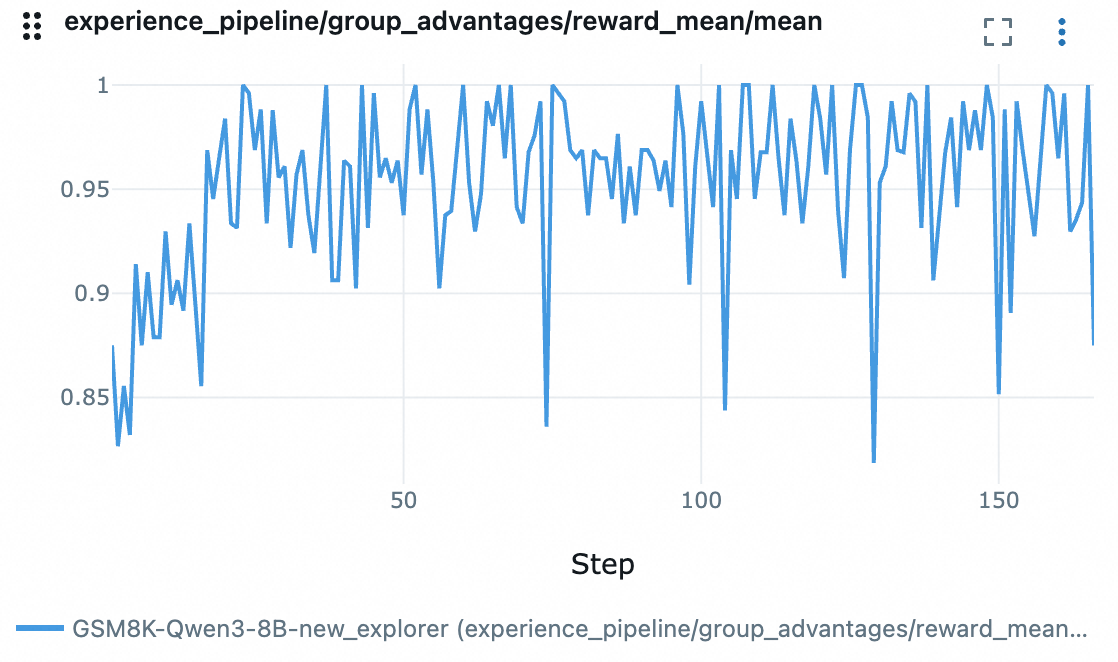 experience_pipeline/group_advantages/reward_mean/mean
1
0.95
0.9
0.85
50
100
150
Step
GSM8K-Qwen3-8B-new_explorer (experience_pipeline/group_advantages/reward_mean...